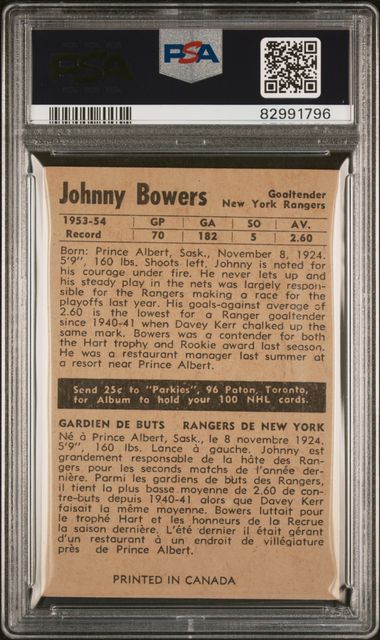 PSA
PSA
82991796
Johnny Bowers
Goaltender
New York Rangers
1953-54 GP GA SO AV.
Record 70 182 5 2.60
Born: Prince Albert, Sask., November 8, 1924.
5'9", 160 lbs. Shoots left, Johnny is noted for
his courage under fire. He never lets up and
his steady play in the nets was largely respon-
sible for the Rangers making a race for the
playoffs last year. His goals-against average of
2.60 is the lowest for a Ranger goaltender
since 1940-41 when Davey Kerr chalked up the
same mark. Bowers was a contender for both
the Hart trophy and Rookie award last season.
He was a restaurant manager last summer at
a resort near Prince Albert.
Send 25c to "Parkies", 96 Paton, Toronto,
for Album to hold your 100 NHL cards.
GARDIEN DE BUTS RANGERS DE NEW YORK
Né à Prince Albert, Sask., le 8 novembre 1924.
5'9", 160 lbs. Lance à gauche. Johnny est
grandement responsable de la hâte des Ran-
gers pour les seconds matchs de l'année der-
nière. Parmi les gardiens de buts des Rangers,
il tient la plus basse moyenne de 2.60 de con-
tre-buts depuis 1940-41 alors que Davey Kerr
faisait la même moyenne. Bowers luttait pour
le trophé Hart et les honneurs de la Recrue
la saison dernière. L'été dernier il était gérant
d'un restaurant à un endroit de villégiature
près de Prince Albert.
PRINTED IN CANADA